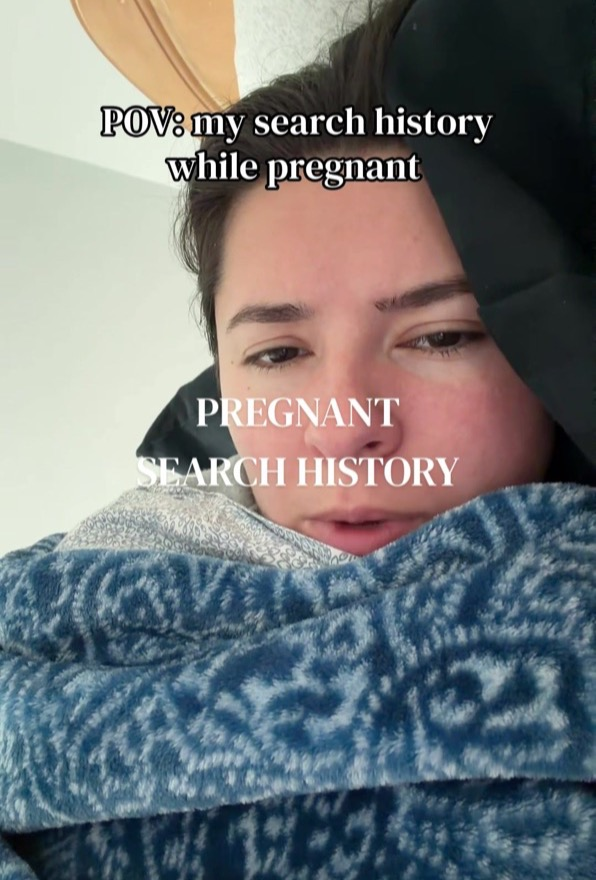 POV: my search history
while pregnant
PREGNANT
SEARCH HISTORY